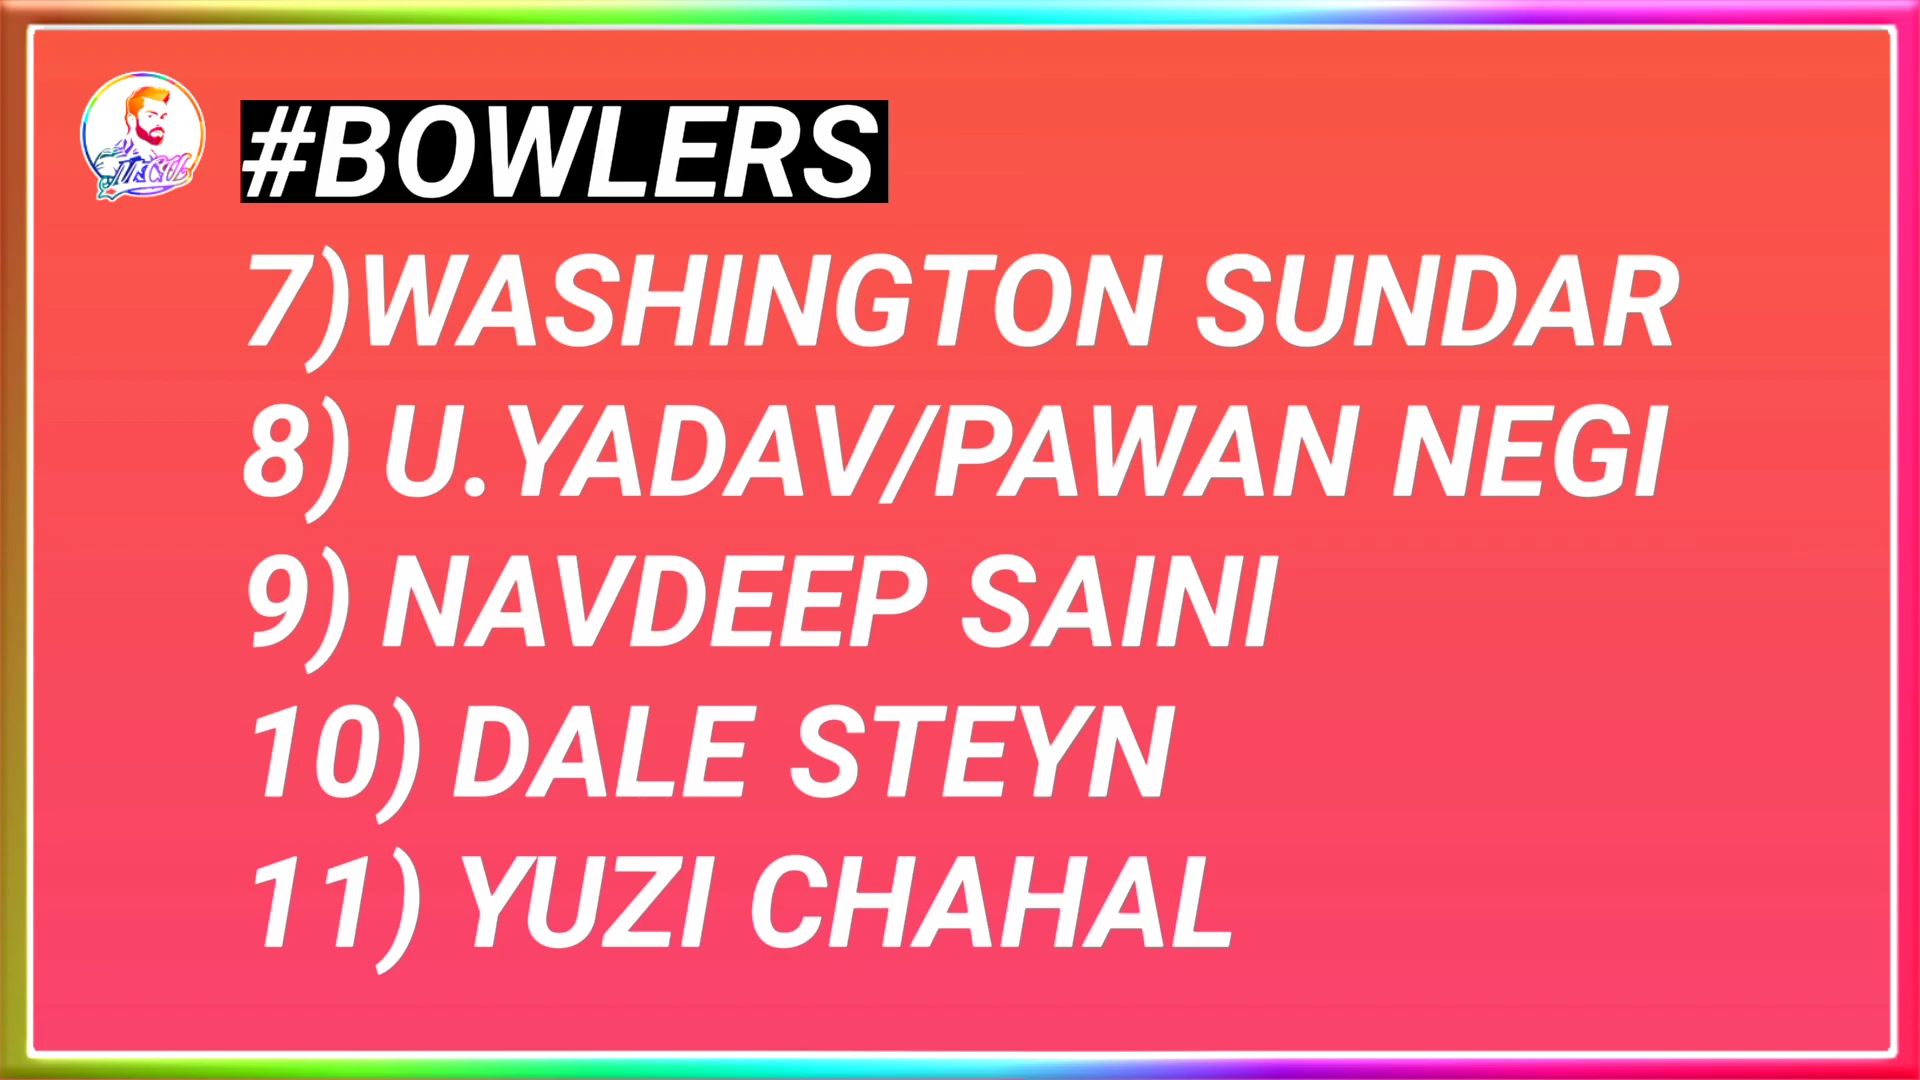 #BOWLERS
7)WASHINGTON SUNDAR
8) U.YADAV/PAWAN NEGI
9) NAVDEEP SAINI
10) DALE STEYN
11) YUZI CHAHAL